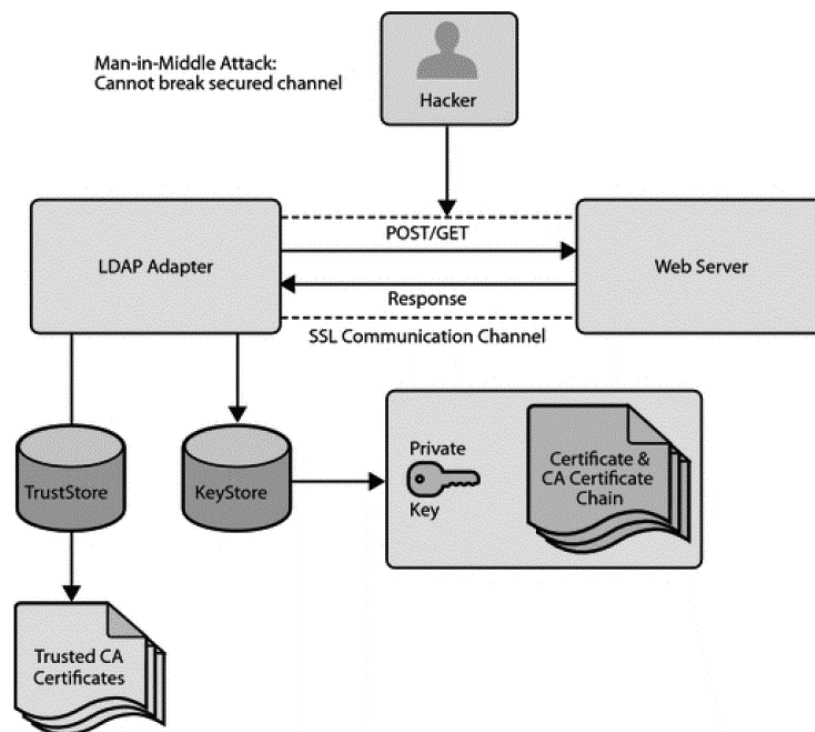 Man-in-Middle Attack:
Cannot break secured channel
Hacker
LDAP Adapter
POST/GET
Response
SSL Communication Channel
Web Server
TrustStore
KeyStore
Private
Key
Certificate &
CA Certificate
Chain
Trusted CA
Certificates